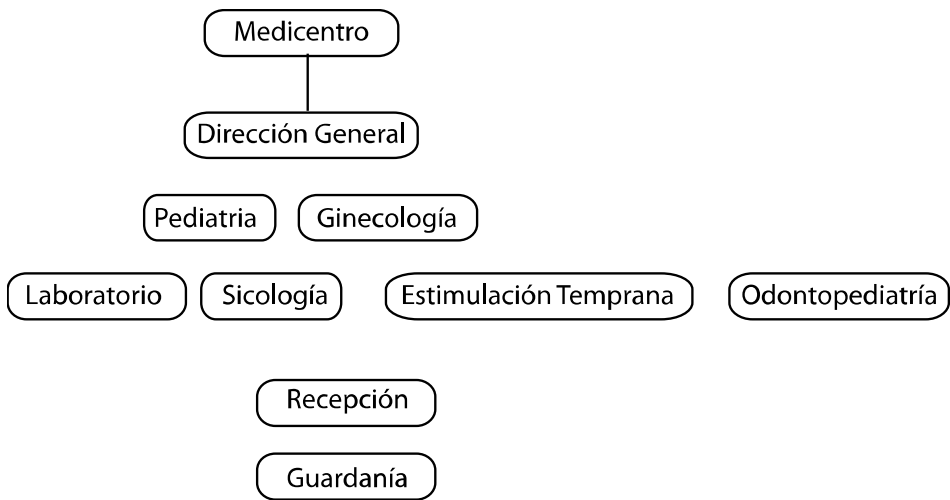 Medicentro
Dirección General
Pediatria
Ginecología
Laboratorio
Sicología
Estimulación Temprana
Odontopediatría
Recepción
Guardanía